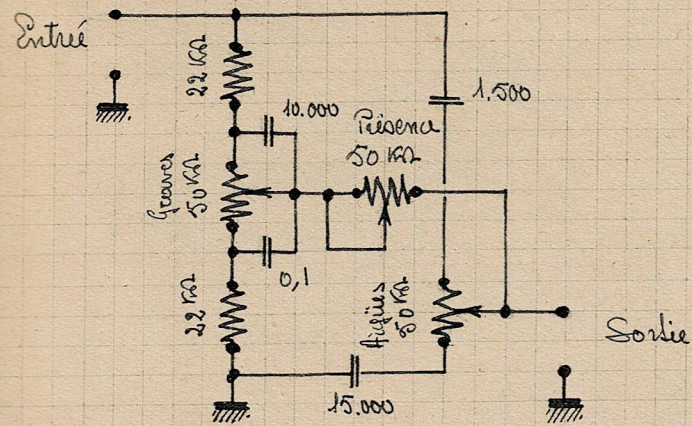 Entrée
22 KΩ
10.000
1.500
Présence
50 KΩ
Graves
50 KΩ
0,1
22 KΩ
Aigües
50 KΩ
Sortie
15.000